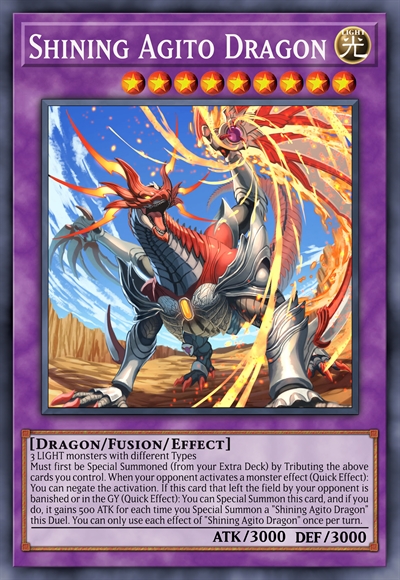 SHINING AGITO DRAGON
LIGHT
光
[DRAGON/FUSION/EFFECT]
3 LIGHT monsters with different Types
Must first be Special Summoned (from your Extra Deck) by Tributing the above
cards you control. When your opponent activates a monster effect (Quick Effect):
You can negate the activation. If this card that left the field by your opponent is
banished or in the GY (Quick Effect): You can Special Summon this card, and if you
do, it gains 500 ATK for each time you Special Summoned a "Shining Agito Dragon"
this Duel. You can only use each effect of "Shining Agito Dragon" once per turn.
ATK/3000 DEF/3000